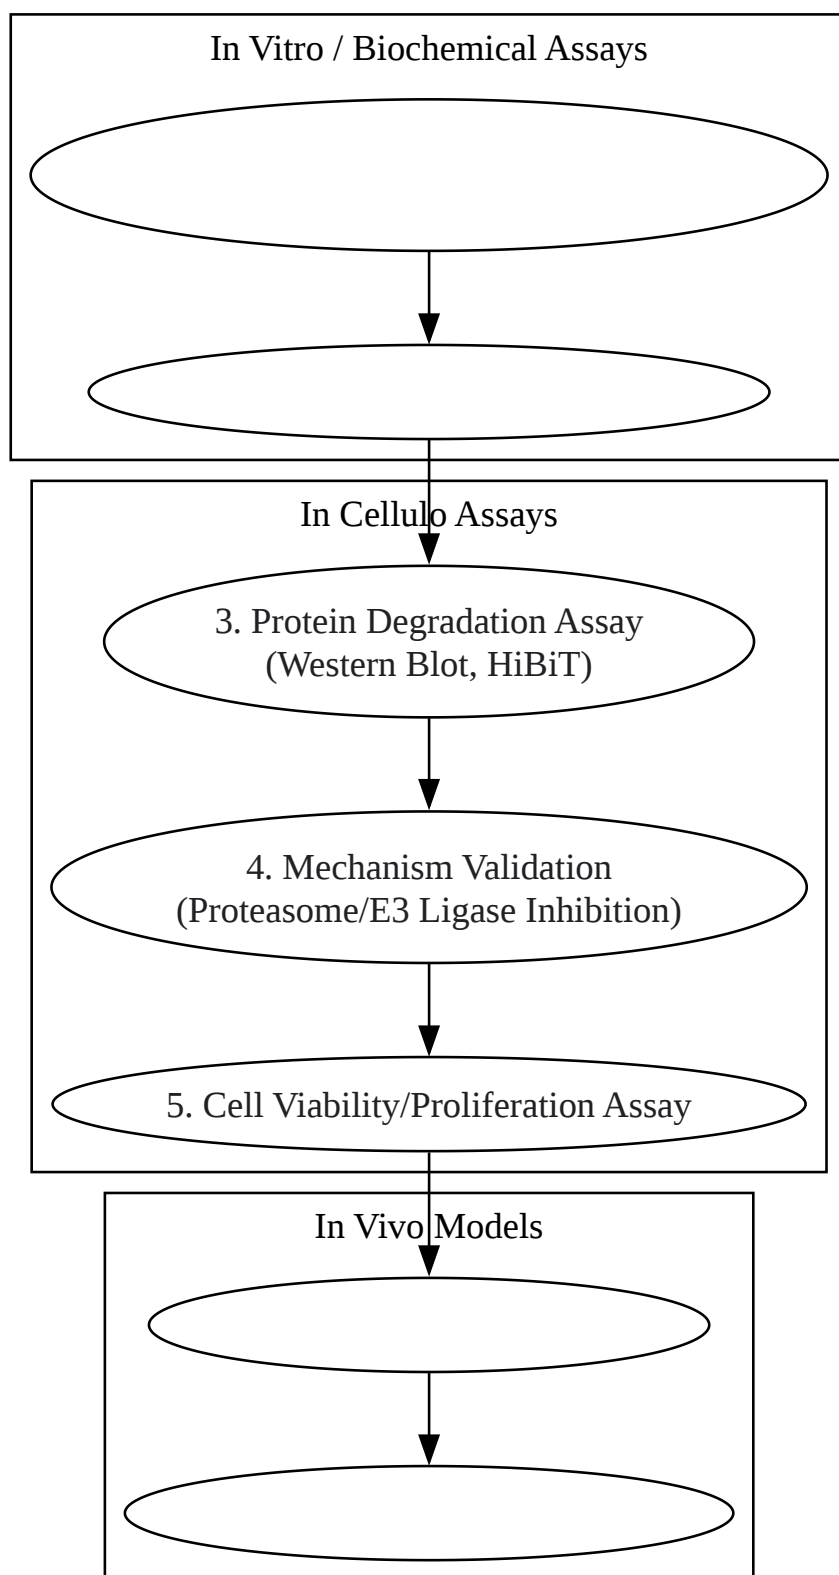 In Vitro / Biochemical Assays
In Cellulo Assays
3. Protein Degradation Assay
(Western Blot, HiBiT)
4. Mechanism Validation
(Proteasome/E3 Ligase Inhibition)
5. Cell Viability/Proliferation Assay
In Vivo Models